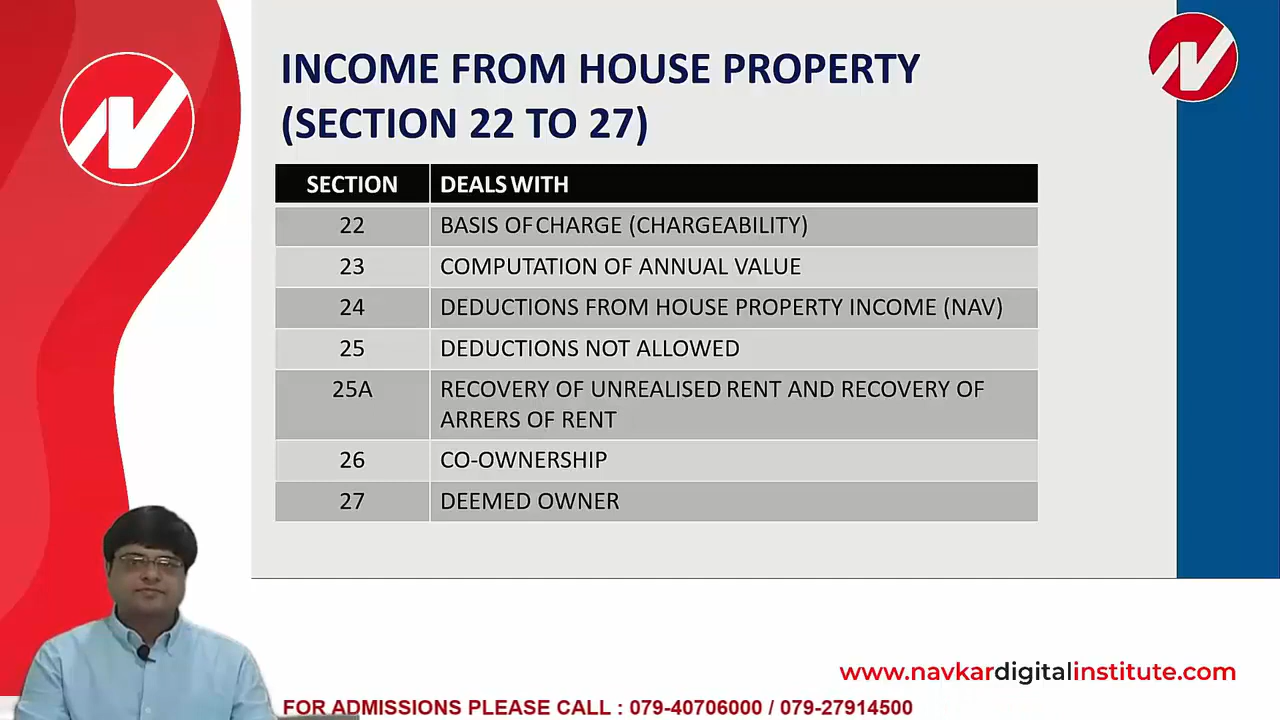 INCOME FROM HOUSE PROPERTY
(SECTION 22 TO 27)
SECTION DEALS WITH
22 BASIS OF CHARGE (CHARGEABILITY)
23 COMPUTATION OF ANNUAL VALUE
24 DEDUCTIONS FROM HOUSE PROPERTY INCOME (NAV)
25 DEDUCTIONS NOT ALLOWED
25A RECOVERY OF UNREALISED RENT AND RECOVERY OF
ARRERS OF RENT
26 CO-OWNERSHIP
27 DEEMED OWNER
www.navkardigitalinstitute.com
FOR ADMISSIONS PLEASE CALL : 079-40706000 / 079-27914500